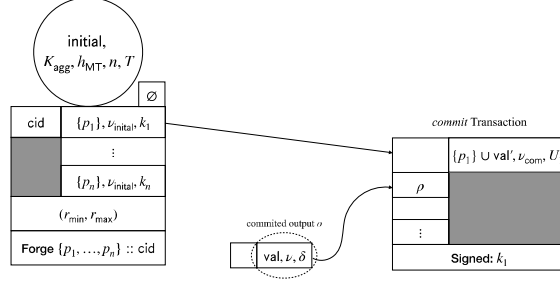 initial,
K_agg, h_MT, n, T
∅
cid {p_1}, ν_inital, k_1
⋮
{p_n}, ν_inital, k_n
(r_min, r_max)
Forge {p_1, …, p_n} :: cid
commit Transaction
{p_1} ∪ val′, ν_com, U
ρ
⋮
Signed: k_1
commited output o
val, ν, δ